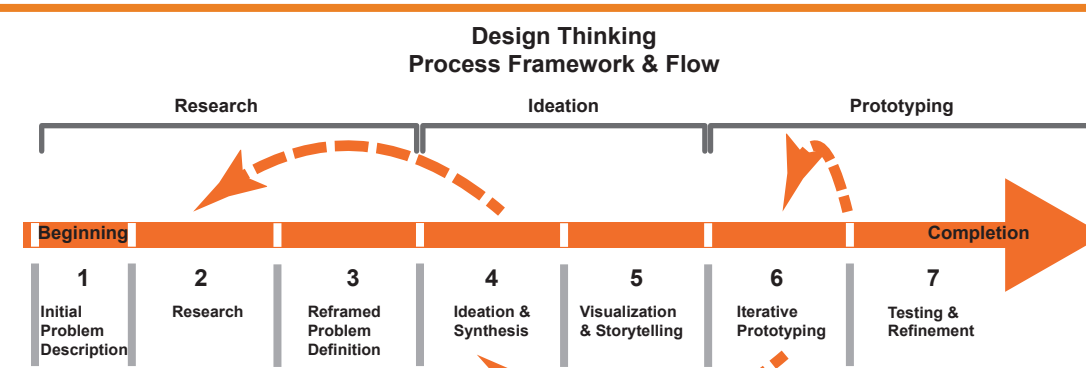 Design Thinking
Process Framework & Flow
Research
Ideation
Prototyping
Beginning
Completion
1
2
3
4
5
6
7
Initial
Problem
Description
Research
Reframed
Problem
Definition
Ideation &
Synthesis
Visualization
& Storytelling
Iterative
Prototyping
Testing &
Refinement